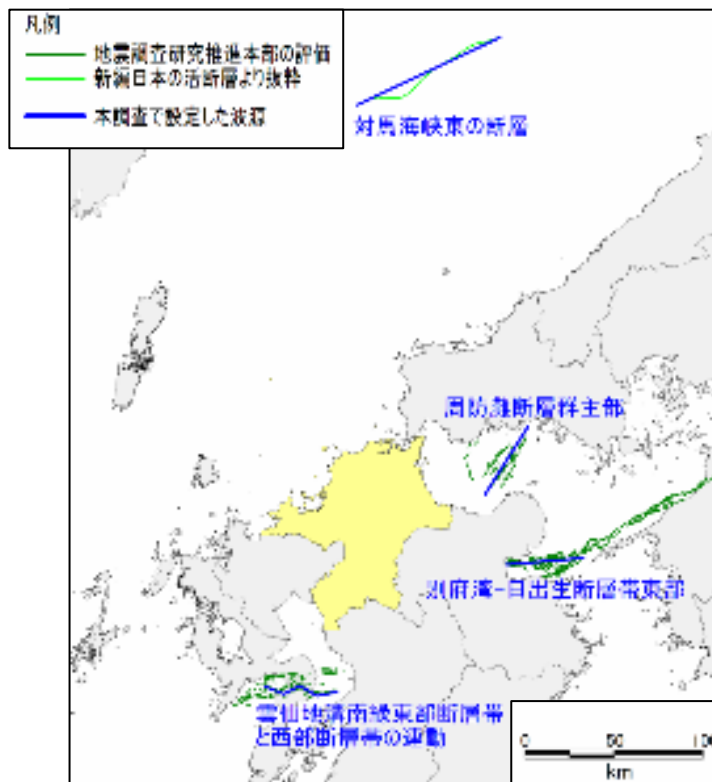 凡例
地震調査研究推進本部の評価
新編日本の活断層より抜粋
本調査で設定した波源
対馬海峡東の断層
周防灘断層群主部
別府湾-日出生断層帯東部
雲仙地溝南縁東部断層帯
と西部断層帯の連動
0 50 100
km